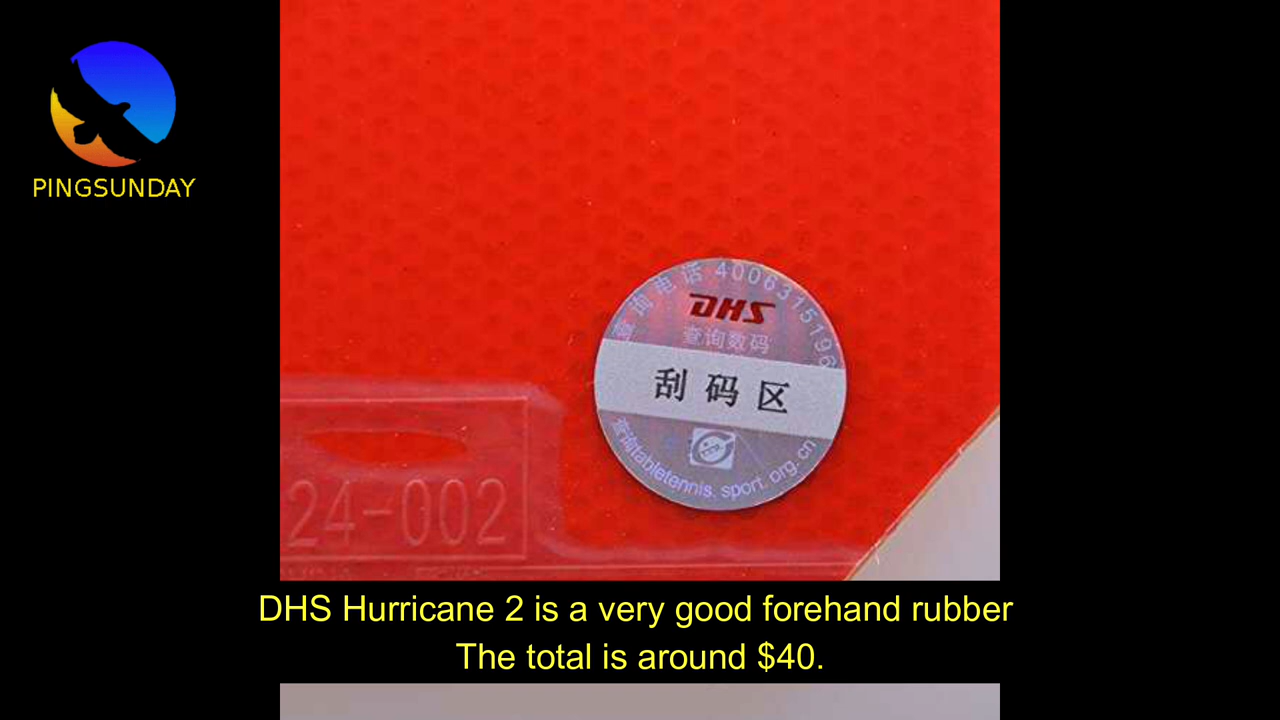 PINGSUNDAY
查询电话 4006315196
DHS
查询数码
刮码区
查询tabletennis.sport.org.cn
24-002
DHS Hurricane 2 is a very good forehand rubber
The total is around $40.